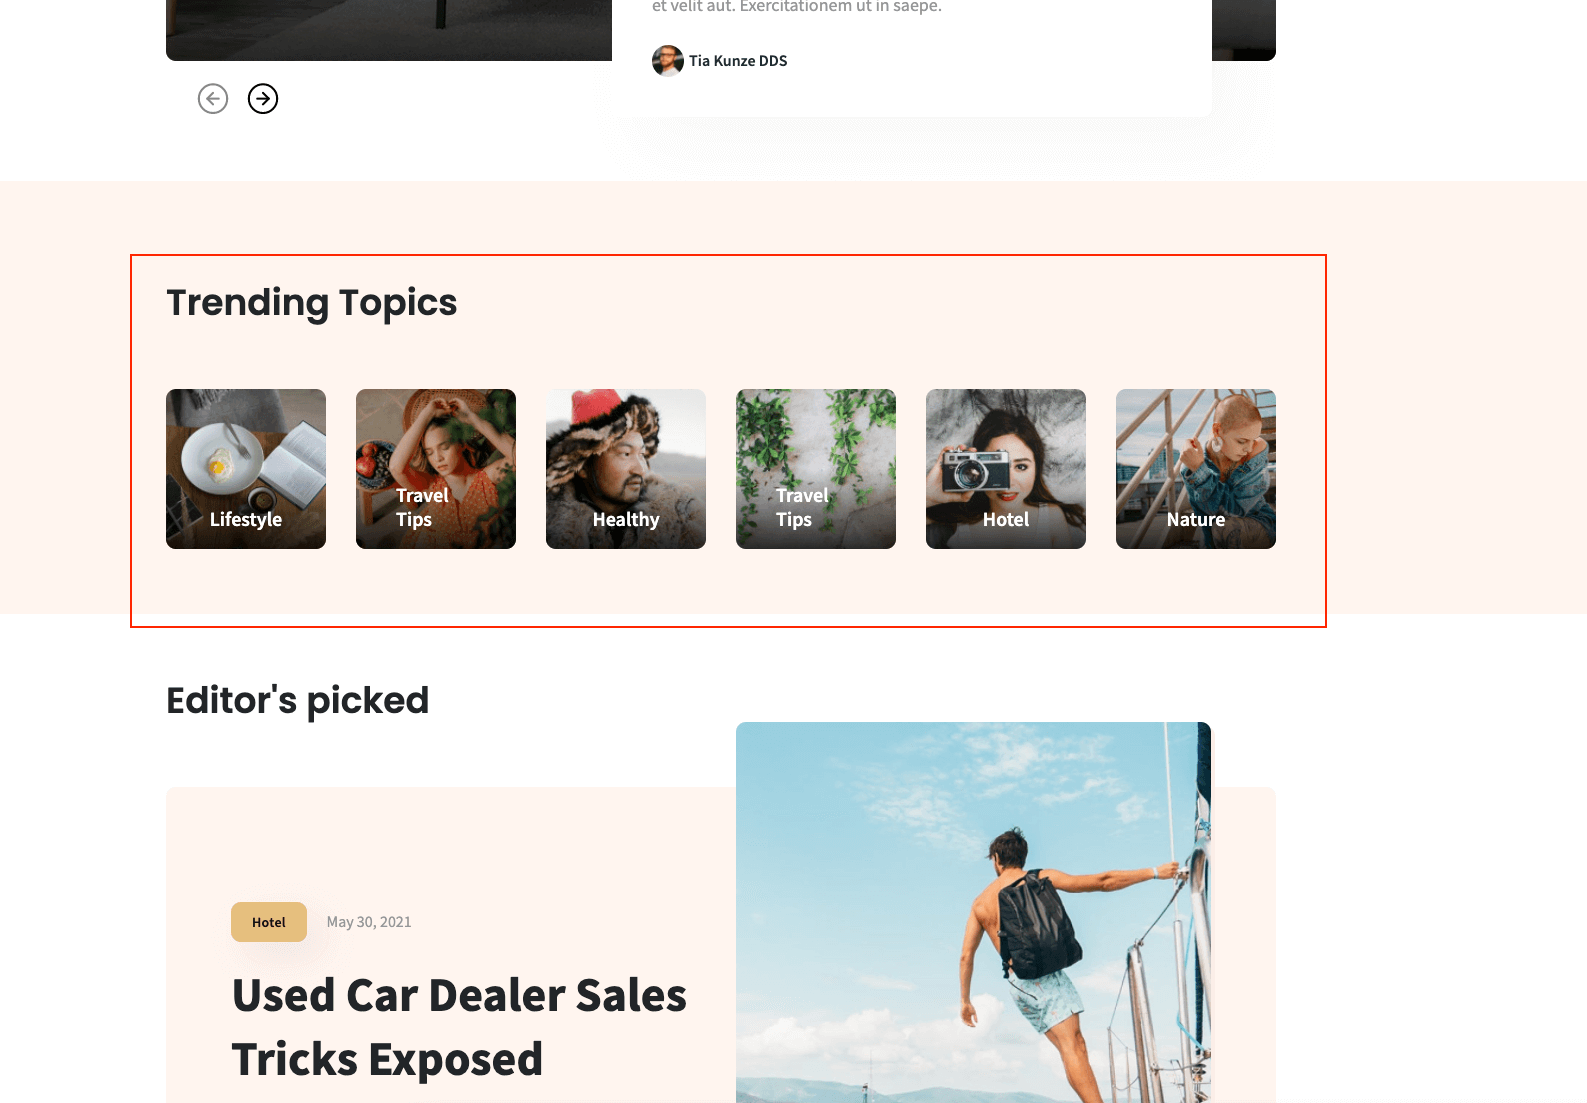 et velit aut. Exercitationem ut in saepe.
Tia Kunze DDS
Trending Topics
Lifestyle
Travel
Tips
Healthy
Travel
Tips
Hotel
Nature
Editor's picked
Hotel
May 30, 2021
Used Car Dealer Sales
Tricks Exposed